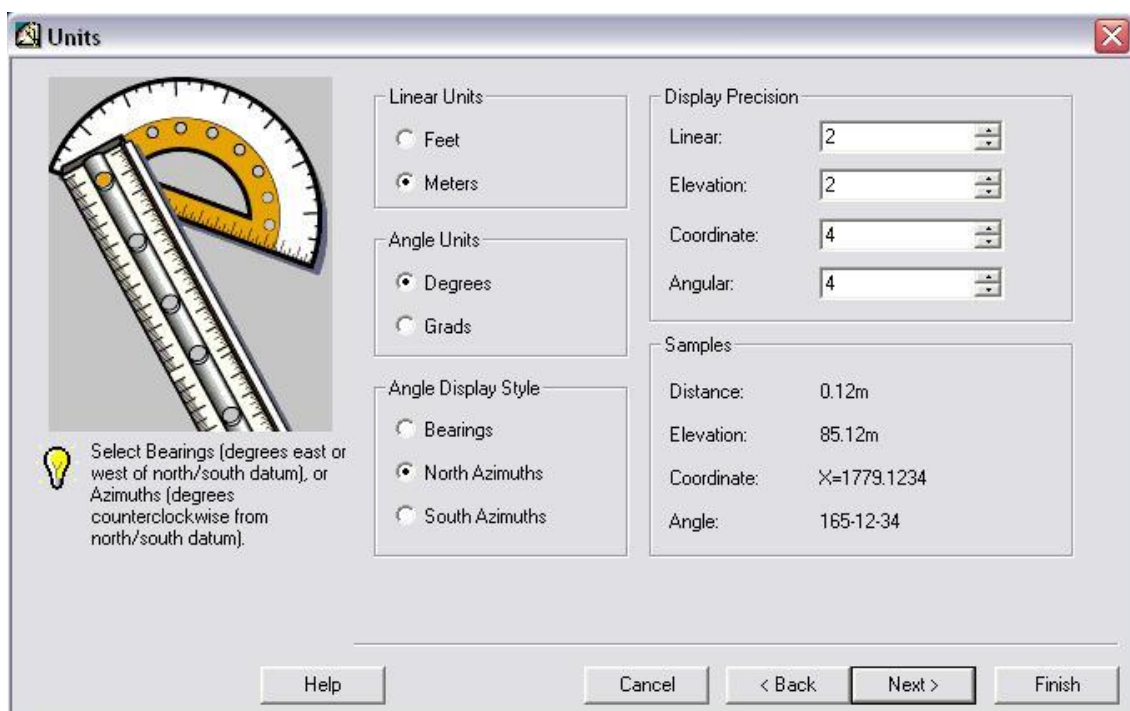 Units
Linear Units
Feet
Meters
Angle Units
Degrees
Grads
Angle Display Style
Bearings
North Azimuths
South Azimuths
Display Precision
Linear: 2
Elevation: 2
Coordinate: 4
Angular: 4
Samples
Distance: 0.12m
Elevation: 85.12m
Coordinate: X=1779.1234
Angle: 165-12-34
Select Bearings (degrees east or
west of north/south datum), or
Azimuths (degrees
counterclockwise from
north/south datum).
Help
Cancel
< Back
Next >
Finish